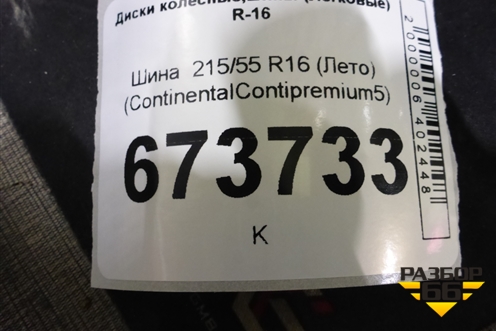 Диски колесные
R-16
Шина 215/55 R16 (Лето)
(ContinentalContipremium5)
673733
К
2000006402448
РАЗБОР
66